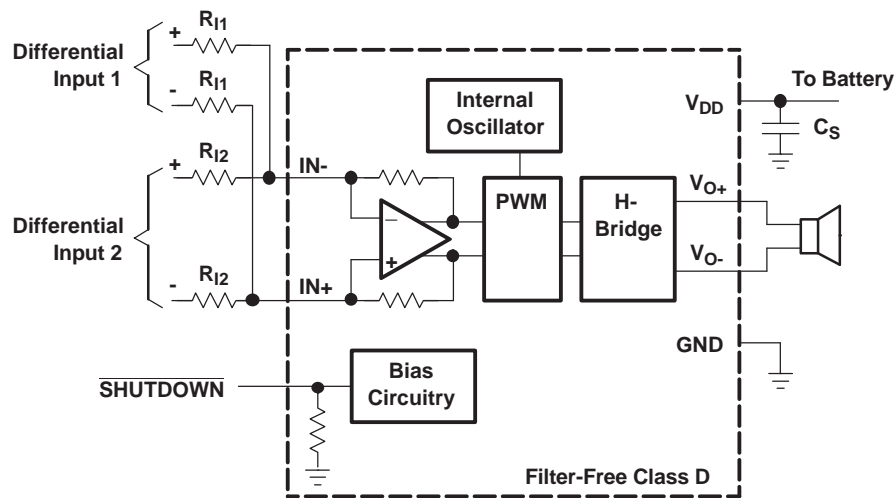 +
R_I1
Differential
Input 1
-
R_I1
+
R_I2
Differential
Input 2
-
R_I2
IN-
IN+
−
+
Internal
Oscillator
PWM
H-
Bridge
V_DD
To Battery
C_S
V_O+
V_O-
GND
SHUTDOWN
Bias
Circuitry
Filter-Free Class D